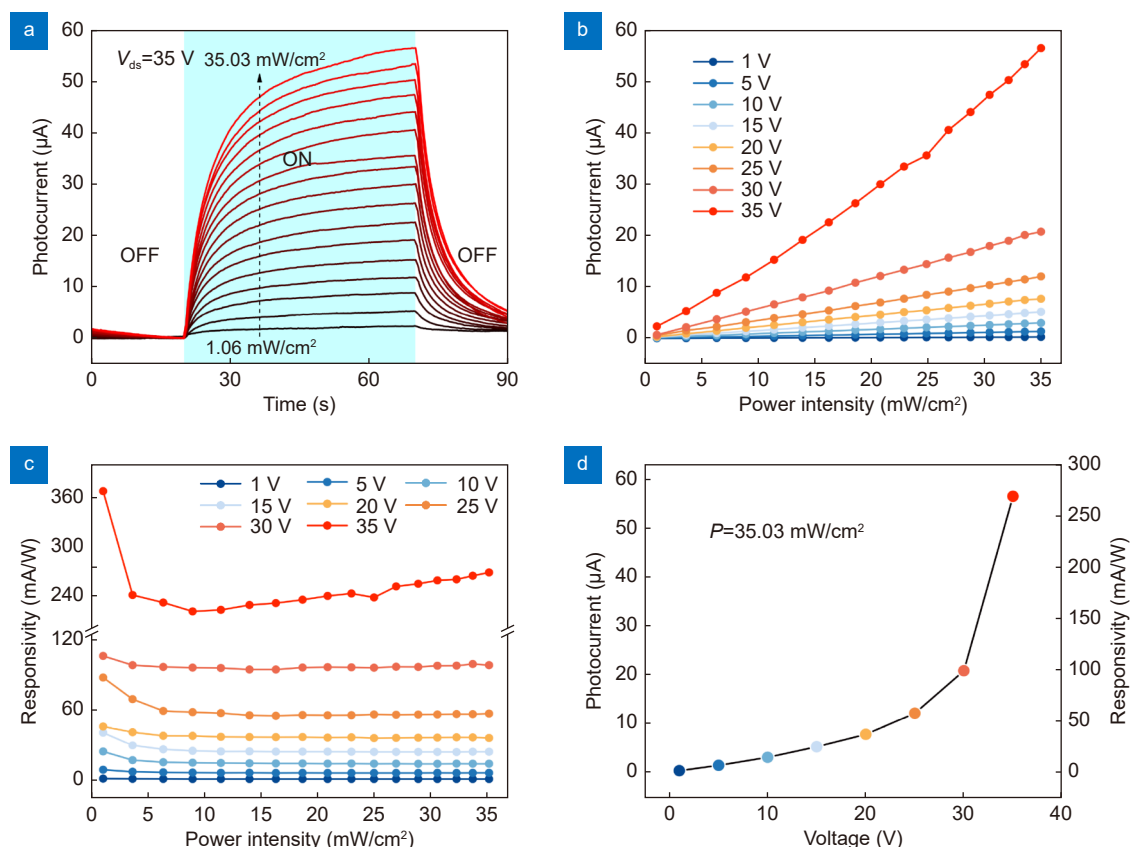 a
60
50
40
30
20
10
0
Photocurrent (μA)
V_ds=35 V
35.03 mW/cm²
ON
OFF
OFF
1.06 mW/cm²
0
30
60
90
Time (s)
b
60
50
40
30
20
10
0
Photocurrent (μA)
1 V
5 V
10 V
15 V
20 V
25 V
30 V
35 V
0
5
10
15
20
25
30
35
Power intensity (mW/cm²)
c
360
300
240
120
60
0
Responsivity (mA/W)
1 V 5 V 10 V
15 V 20 V 25 V
30 V 35 V
0
5
10
15
20
25
30
35
Power intensity (mW/cm²)
d
60
50
60
40
30
20
10
0
Photocurrent (μA)
P=35.03 mW/cm²
300
250
200
150
100
50
0
Responsivity (mA/W)
0
10
20
30
40
Voltage (V)